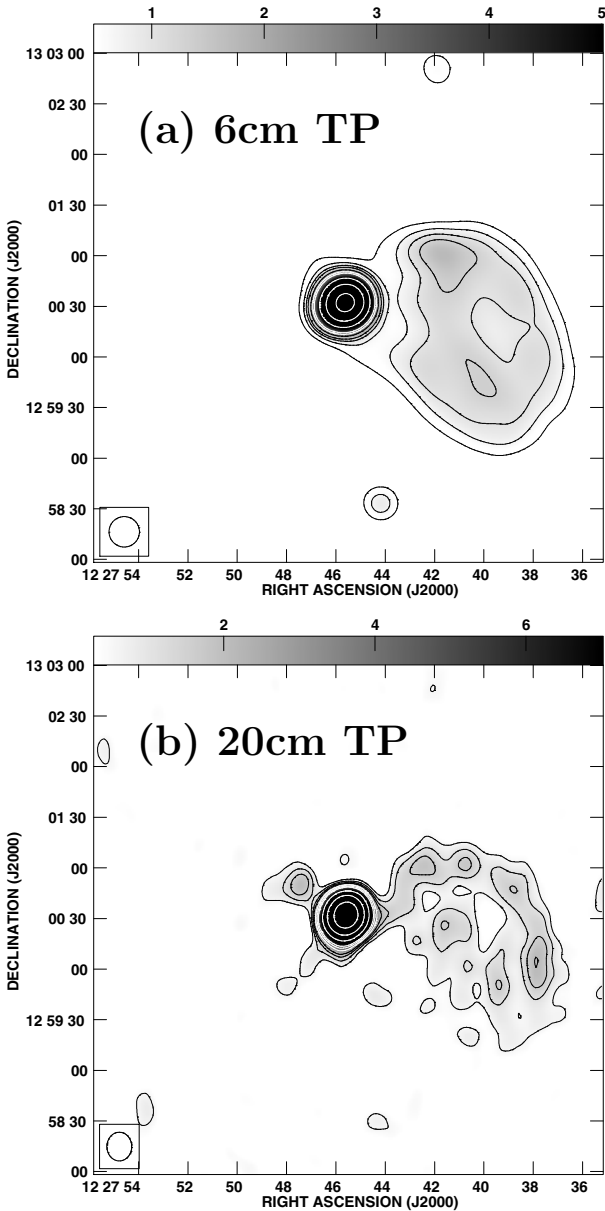 1 2 3 4 5
13 03 00
(a) 6cm TP
02 30
00
01 30
00
DECLINATION (J2000)
00 30
00
12 59 30
00
58 30
00
12 27 54 52 50 48 46 44 42 40 38 36
RIGHT ASCENSION (J2000)
2 4 6
13 03 00
02 30
(b) 20cm TP
00
01 30
00
DECLINATION (J2000)
00 30
00
12 59 30
00
58 30
00
12 27 54 52 50 48 46 44 42 40 38 36
RIGHT ASCENSION (J2000)